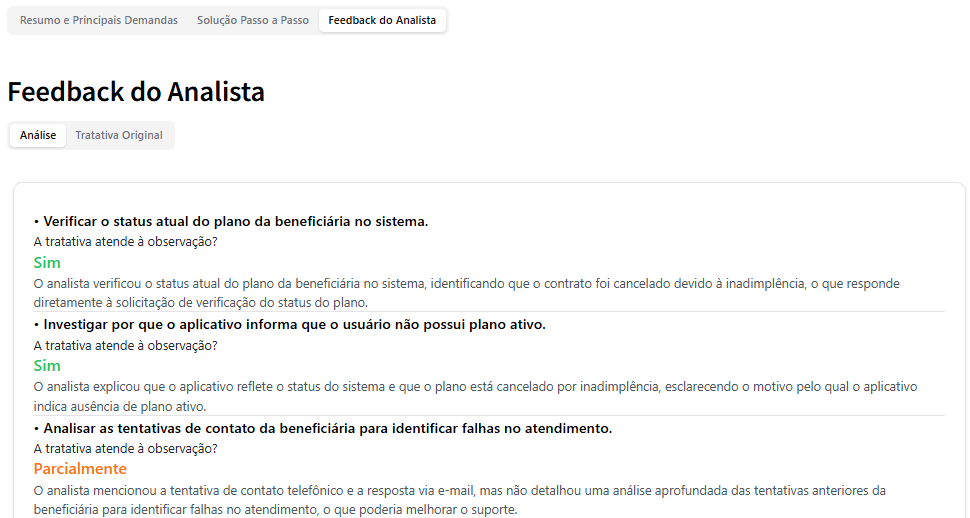 Resumo e Principais Demandas Solução Passo a Passo Feedback do Analista
Feedback do Analista
Análise Tratativa Original
• Verificar o status atual do plano da beneficiária no sistema.
A tratativa atende à observação?
Sim
O analista verificou o status atual do plano da beneficiária no sistema, identificando que o contrato foi cancelado devido à inadimplência, o que responde
diretamente à solicitação de verificação do status do plano.
• Investigar por que o aplicativo informa que o usuário não possui plano ativo.
A tratativa atende à observação?
Sim
O analista explicou que o aplicativo reflete o status do sistema e que o plano está cancelado por inadimplência, esclarecendo o motivo pelo qual o aplicativo
indica ausência de plano ativo.
• Analisar as tentativas de contato da beneficiária para identificar falhas no atendimento.
A tratativa atende à observação?
Parcialmente
O analista mencionou a tentativa de contato telefônico e a resposta via e-mail, mas não detalhou uma análise aprofundada das tentativas anteriores da
beneficiária para identificar falhas no atendimento, o que poderia melhorar o suporte.